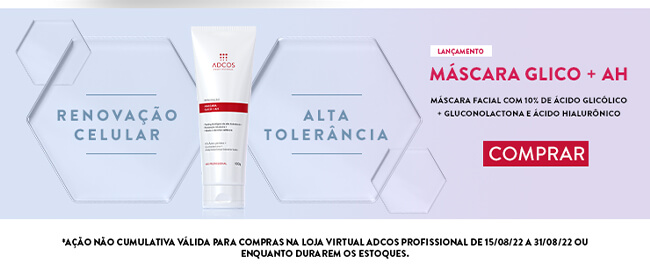 RENOVAÇÃO
CELULAR
ADCOS
ALTA
TOLERÂNCIA
LANÇAMENTO
MÁSCARA GLICO + AH
MÁSCARA FACIAL COM 10% DE ÁCIDO GLICÓLICO
+ GLUCONOLACTONA E ÁCIDO HIALURÔNICO
COMPRAR
*AÇÃO NÃO CUMULATIVA VÁLIDA PARA COMPRAS NA LOJA VIRTUAL ADCOS PROFISSIONAL DE 15/08/22 A 31/08/22 OU
ENQUANTO DURAREM OS ESTOQUES.